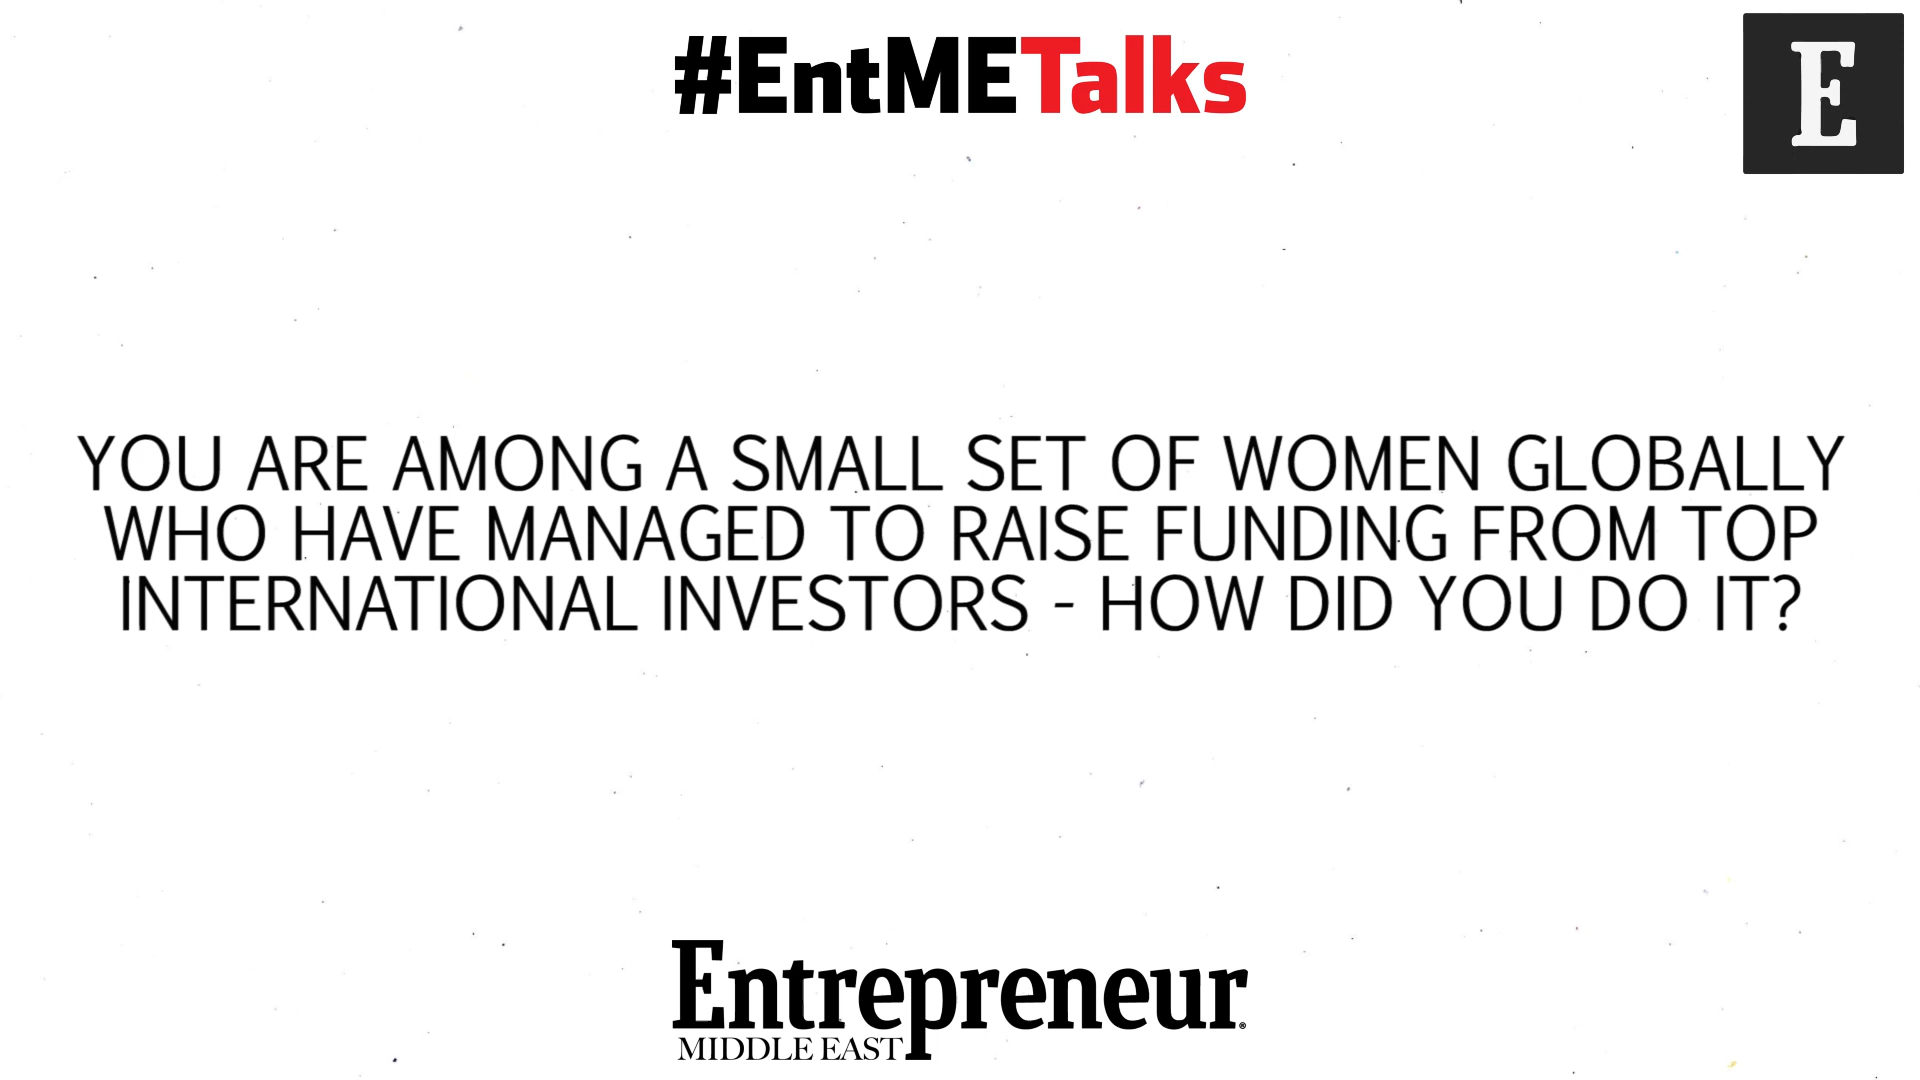 #EntMETalks
E
YOU ARE AMONG A SMALL SET OF WOMEN GLOBALLY
WHO HAVE MANAGED TO RAISE FUNDING FROM TOP
INTERNATIONAL INVESTORS - HOW DID YOU DO IT?
Entrepreneur®
MIDDLE EAST